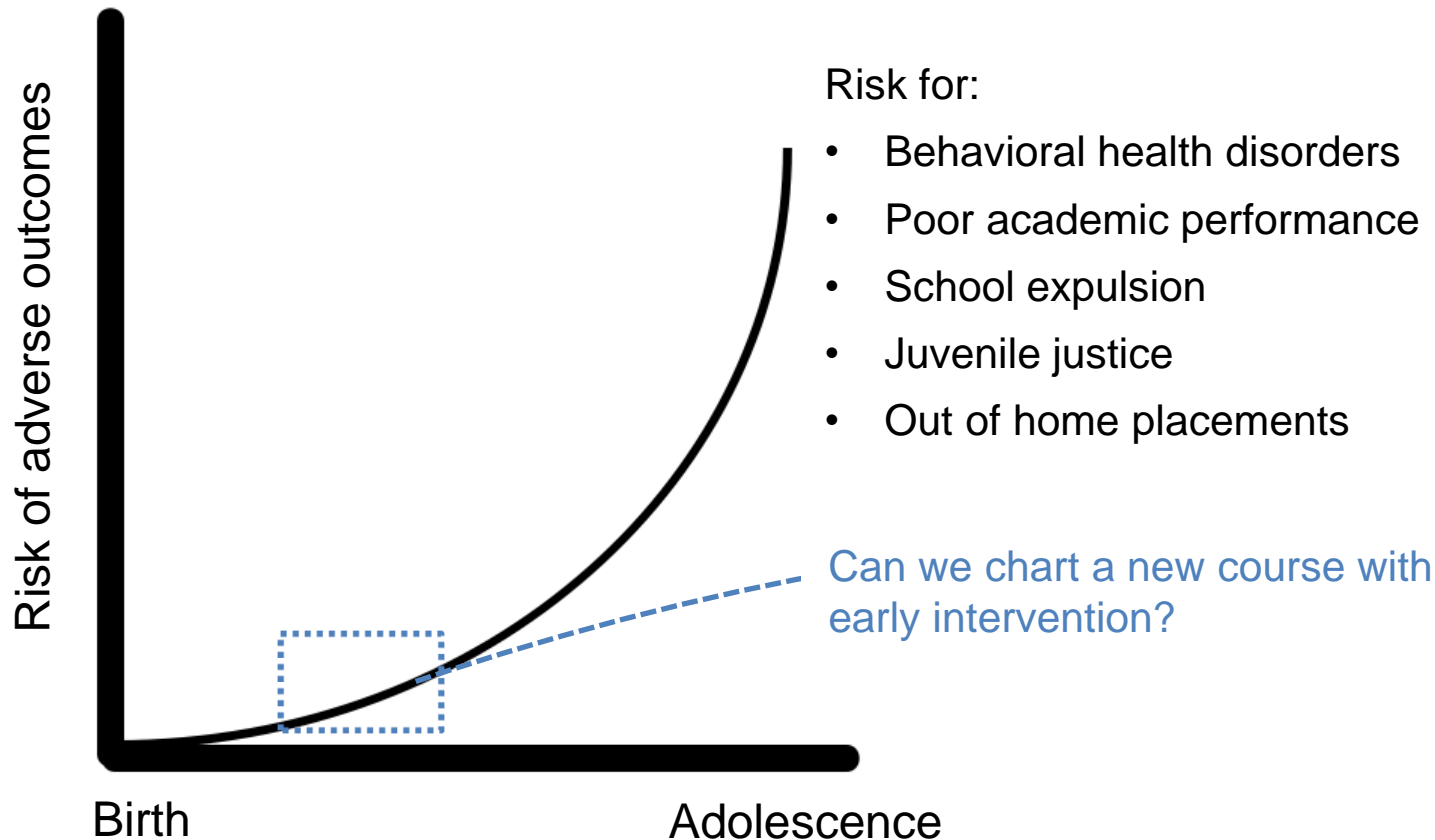 Risk of adverse outcomes
Risk for:
• Behavioral health disorders
• Poor academic performance
• School expulsion
• Juvenile justice
• Out of home placements
Can we chart a new course with
early intervention?
Birth
Adolescence